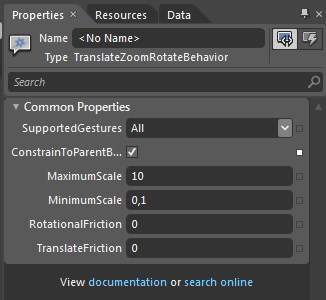 Properties × Resources Data
Name <No Name>
Type TranslateZoomRotateBehavior
Search
Common Properties
SupportedGestures All
ConstrainToParentB...
MaximumScale 10
MinimumScale 0,1
RotationalFriction 0
TranslateFriction 0
View documentation or search online